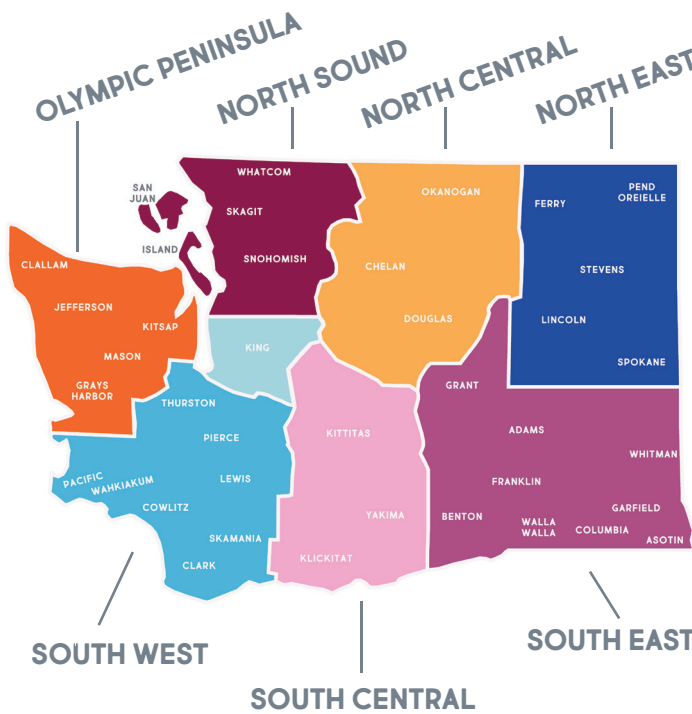 OLYMPIC PENINSULA
NORTH SOUND
NORTH CENTRAL
NORTH EAST
SAN
JUAN
ISLAND
WHATCOM
SKAGIT
SNOHOMISH
OKANOGAN
CHELAN
DOUGLAS
FERRY
PEND
OREIELLE
STEVENS
LINCOLN
SPOKANE
CLALLAM
JEFFERSON
KITSAP
MASON
GRAYS
HARBOR
KING
THURSTON
PIERCE
PACIFIC
WAHKIAKUM
LEWIS
COWLITZ
SKAMANIA
CLARK
KITTITAS
YAKIMA
KLICKITAT
GRANT
ADAMS
WHITMAN
FRANKLIN
BENTON
WALLA
WALLA
COLUMBIA
GARFIELD
ASOTIN
SOUTH WEST
SOUTH CENTRAL
SOUTH EAST